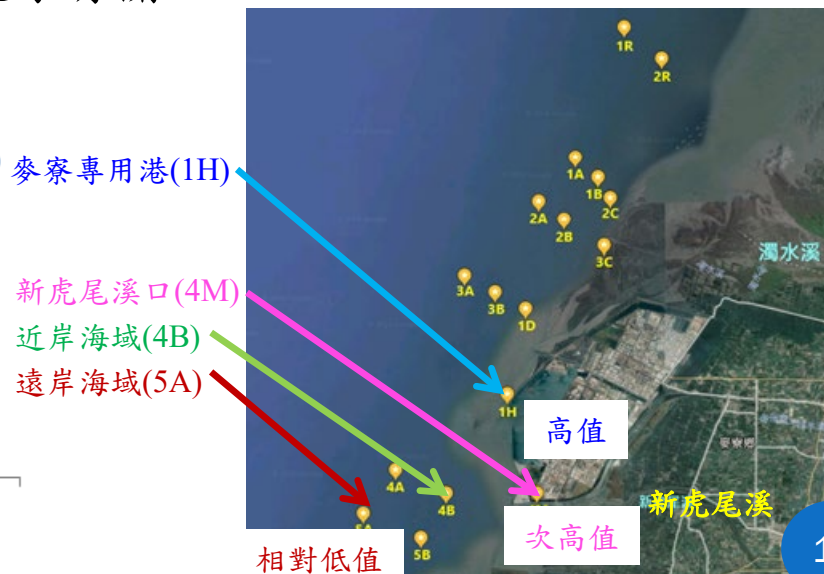 1R
2R
1A
1B
2C
2A
2B
3C
濁水溪
麥寮專用港(1H)
3A
3B
1D
新虎尾溪口(4M)
近岸海域(4B)
遠岸海域(5A)
1H
高值
4A
4B
新虎尾溪
5A
5B
次高值
相對低值
1